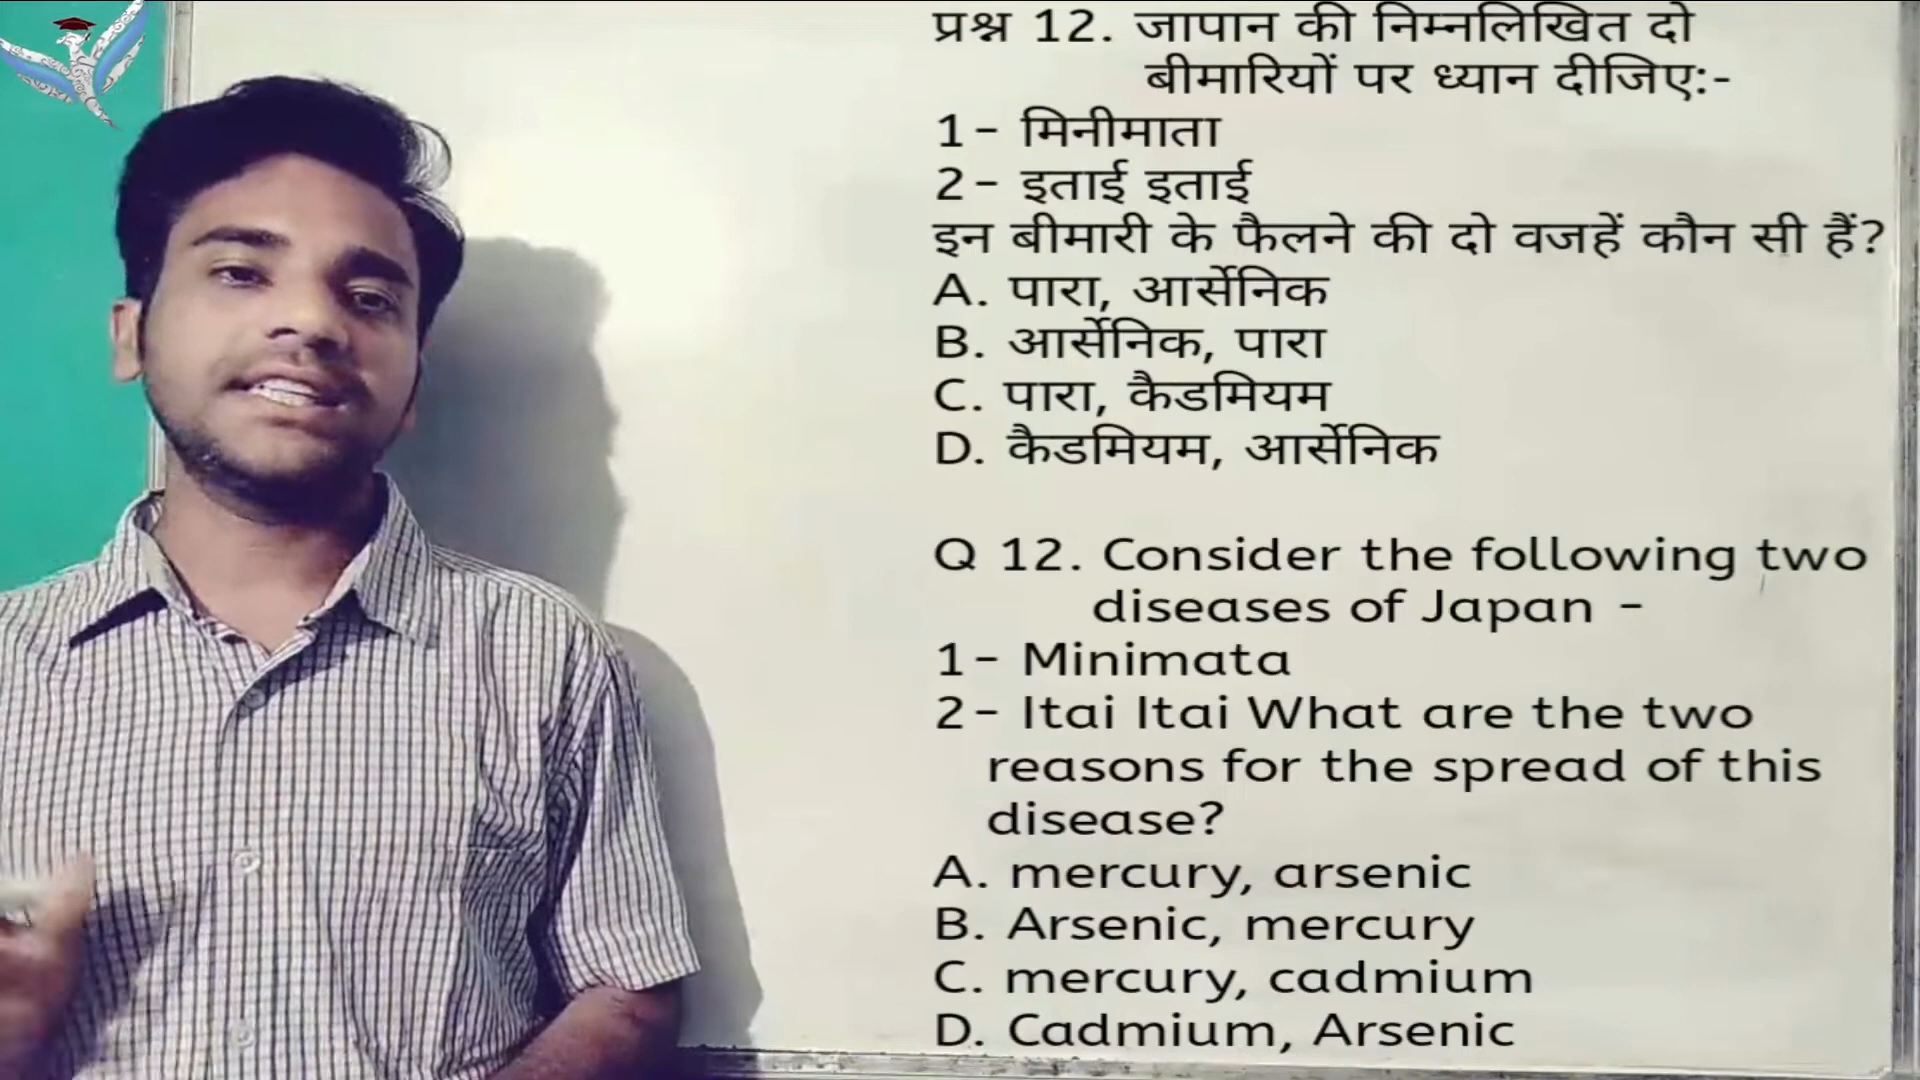 प्रश्न 12. जापान की निम्नलिखित दो
बीमारियों पर ध्यान दीजिए:-
1- मिनीमाता
2- इताई इताई
इन बीमारी के फैलने की दो वजहें कौन सी हैं?
A. पारा, आर्सेनिक
B. आर्सेनिक, पारा
C. पारा, कैडमियम
D. कैडमियम, आर्सेनिक
Q 12. Consider the following two
diseases of Japan -
1- Minimata
2- Itai Itai What are the two
reasons for the spread of this
disease?
A. mercury, arsenic
B. Arsenic, mercury
C. mercury, cadmium
D. Cadmium, Arsenic